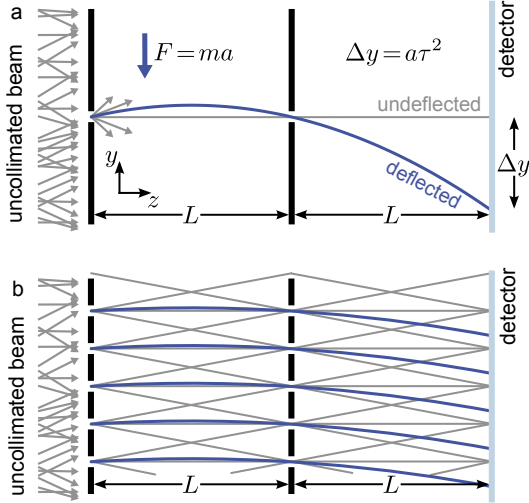 a
uncollimated beam
F = ma
Δy = aτ²
detector
undeflected
deflected
Δy
y
z
L
L
b
uncollimated beam
detector
L
L